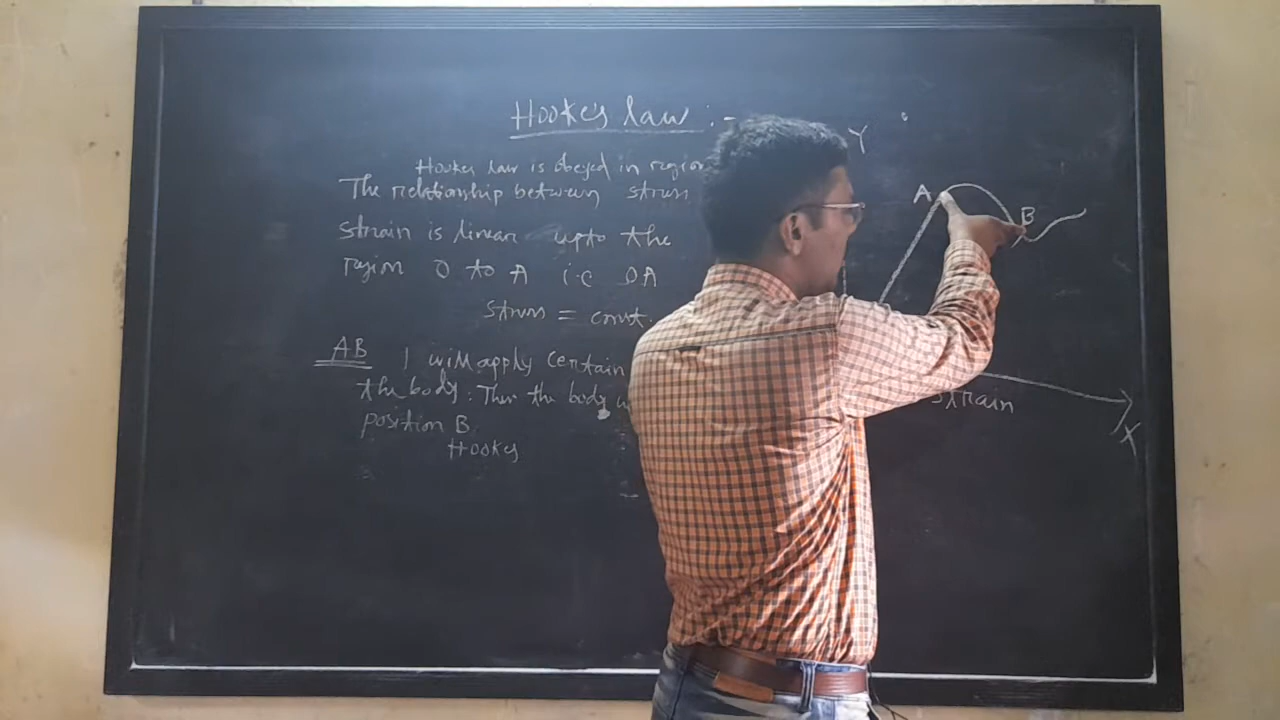 Hooke's law :-
Hookes law is obeyed in region
The relationship between stress
strain is linear upto the
region O to A i.e OA
stress = const.
AB I will apply certain
the body. Then the body
position B
Hookes
Y
A
B
strain
X